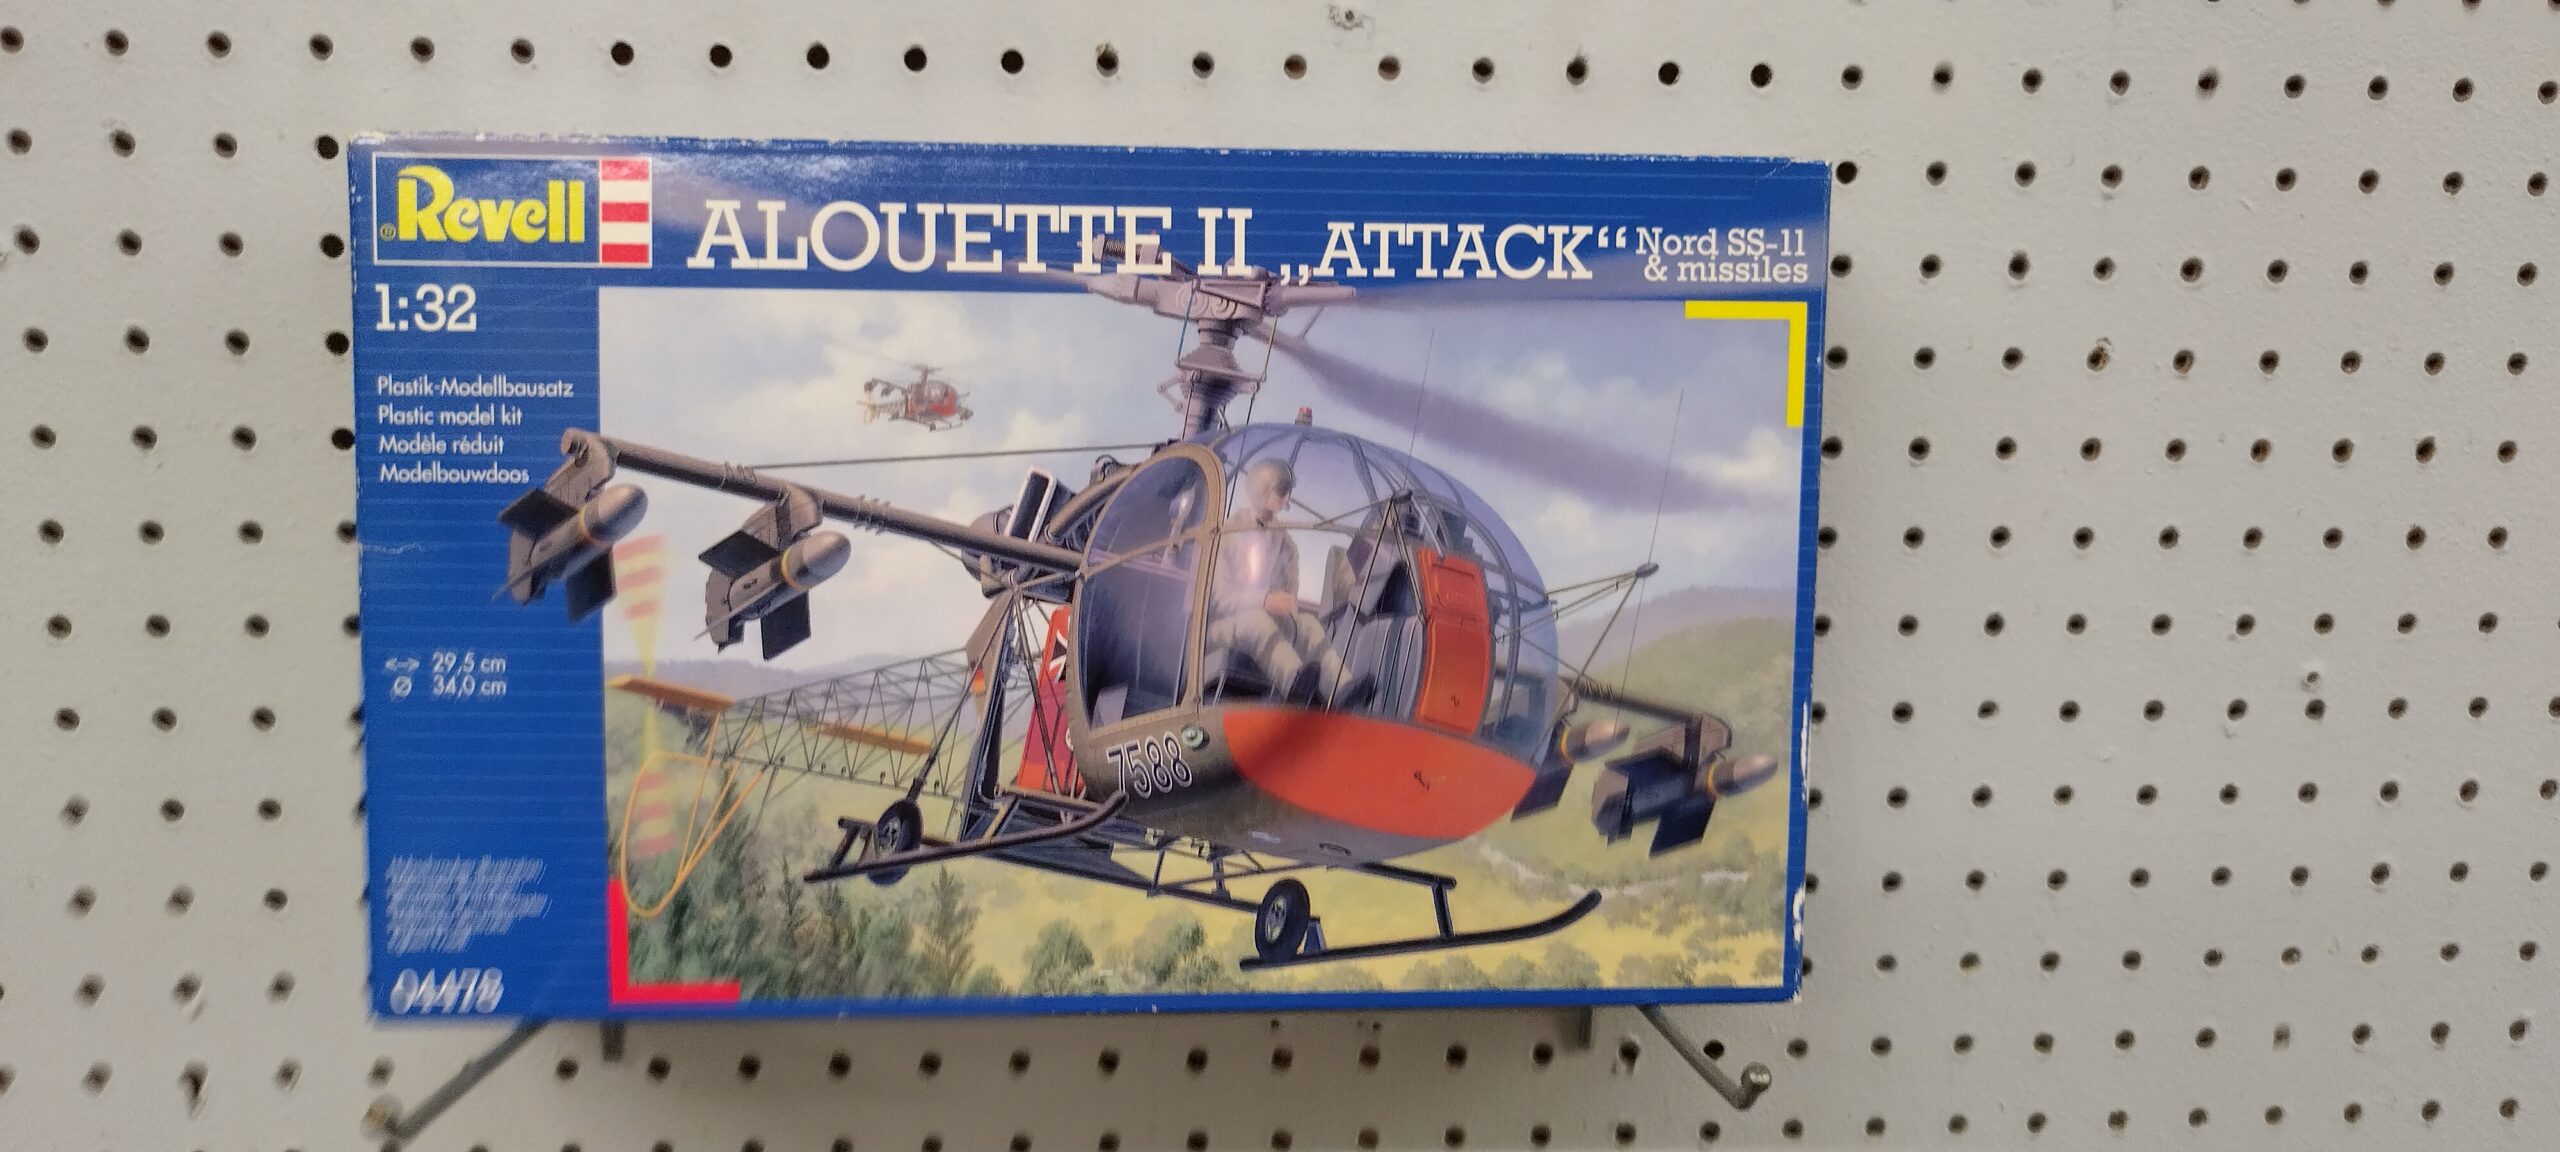 ® Revell
ALOUETTE II „ATTACK“ Nord SS-11
& missiles
1:32
Plastik-Modellbausatz
Plastic model kit
Modèle réduit
Modelbouwdoos
<--> 29,5 cm
Ø 34,0 cm
7588
04478